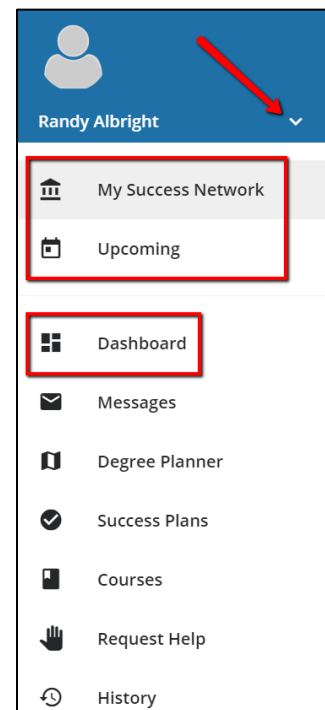 Randy Albright
My Success Network
Upcoming
Dashboard
Messages
Degree Planner
Success Plans
Courses
Request Help
History